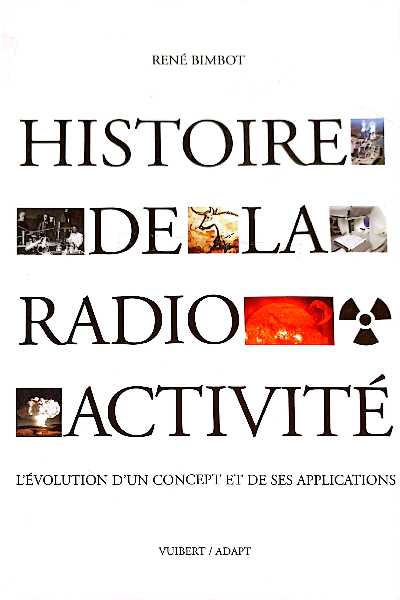 RENÉ BIMBOT
HISTOIRE
DE LA
RADIO
ACTIVITÉ
L'ÉVOLUTION D'UN CONCEPT ET DE SES APPLICATIONS
VUIBERT / ADAPT